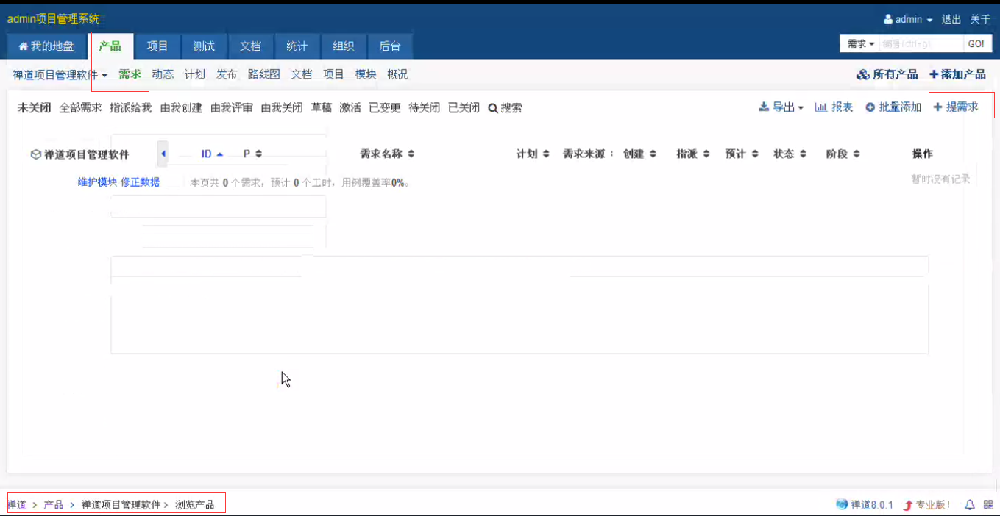 admin项目管理系统 admin 退出 关于
我的地盘 产品 项目 测试 文档 统计 组织 后台 需求 编号(ctrl+g) GO!
禅道项目管理软件 需求 动态 计划 发布 路线图 文档 项目 模块 概况 所有产品 添加产品
未关闭 全部需求 指派给我 由我创建 由我评审 由我关闭 草稿 激活 已变更 待关闭 已关闭 搜索 导出 报表 批量添加 提需求
禅道项目管理软件 ID P 需求名称 计划 需求来源 创建 指派 预计 状态 阶段 操作
维护模块 修正数据 本页共 0 个需求，预计 0 个工时，用例覆盖率0%。 暂时没有记录
禅道 > 产品 > 禅道项目管理软件 > 浏览产品 禅道8.0.1 专业版!